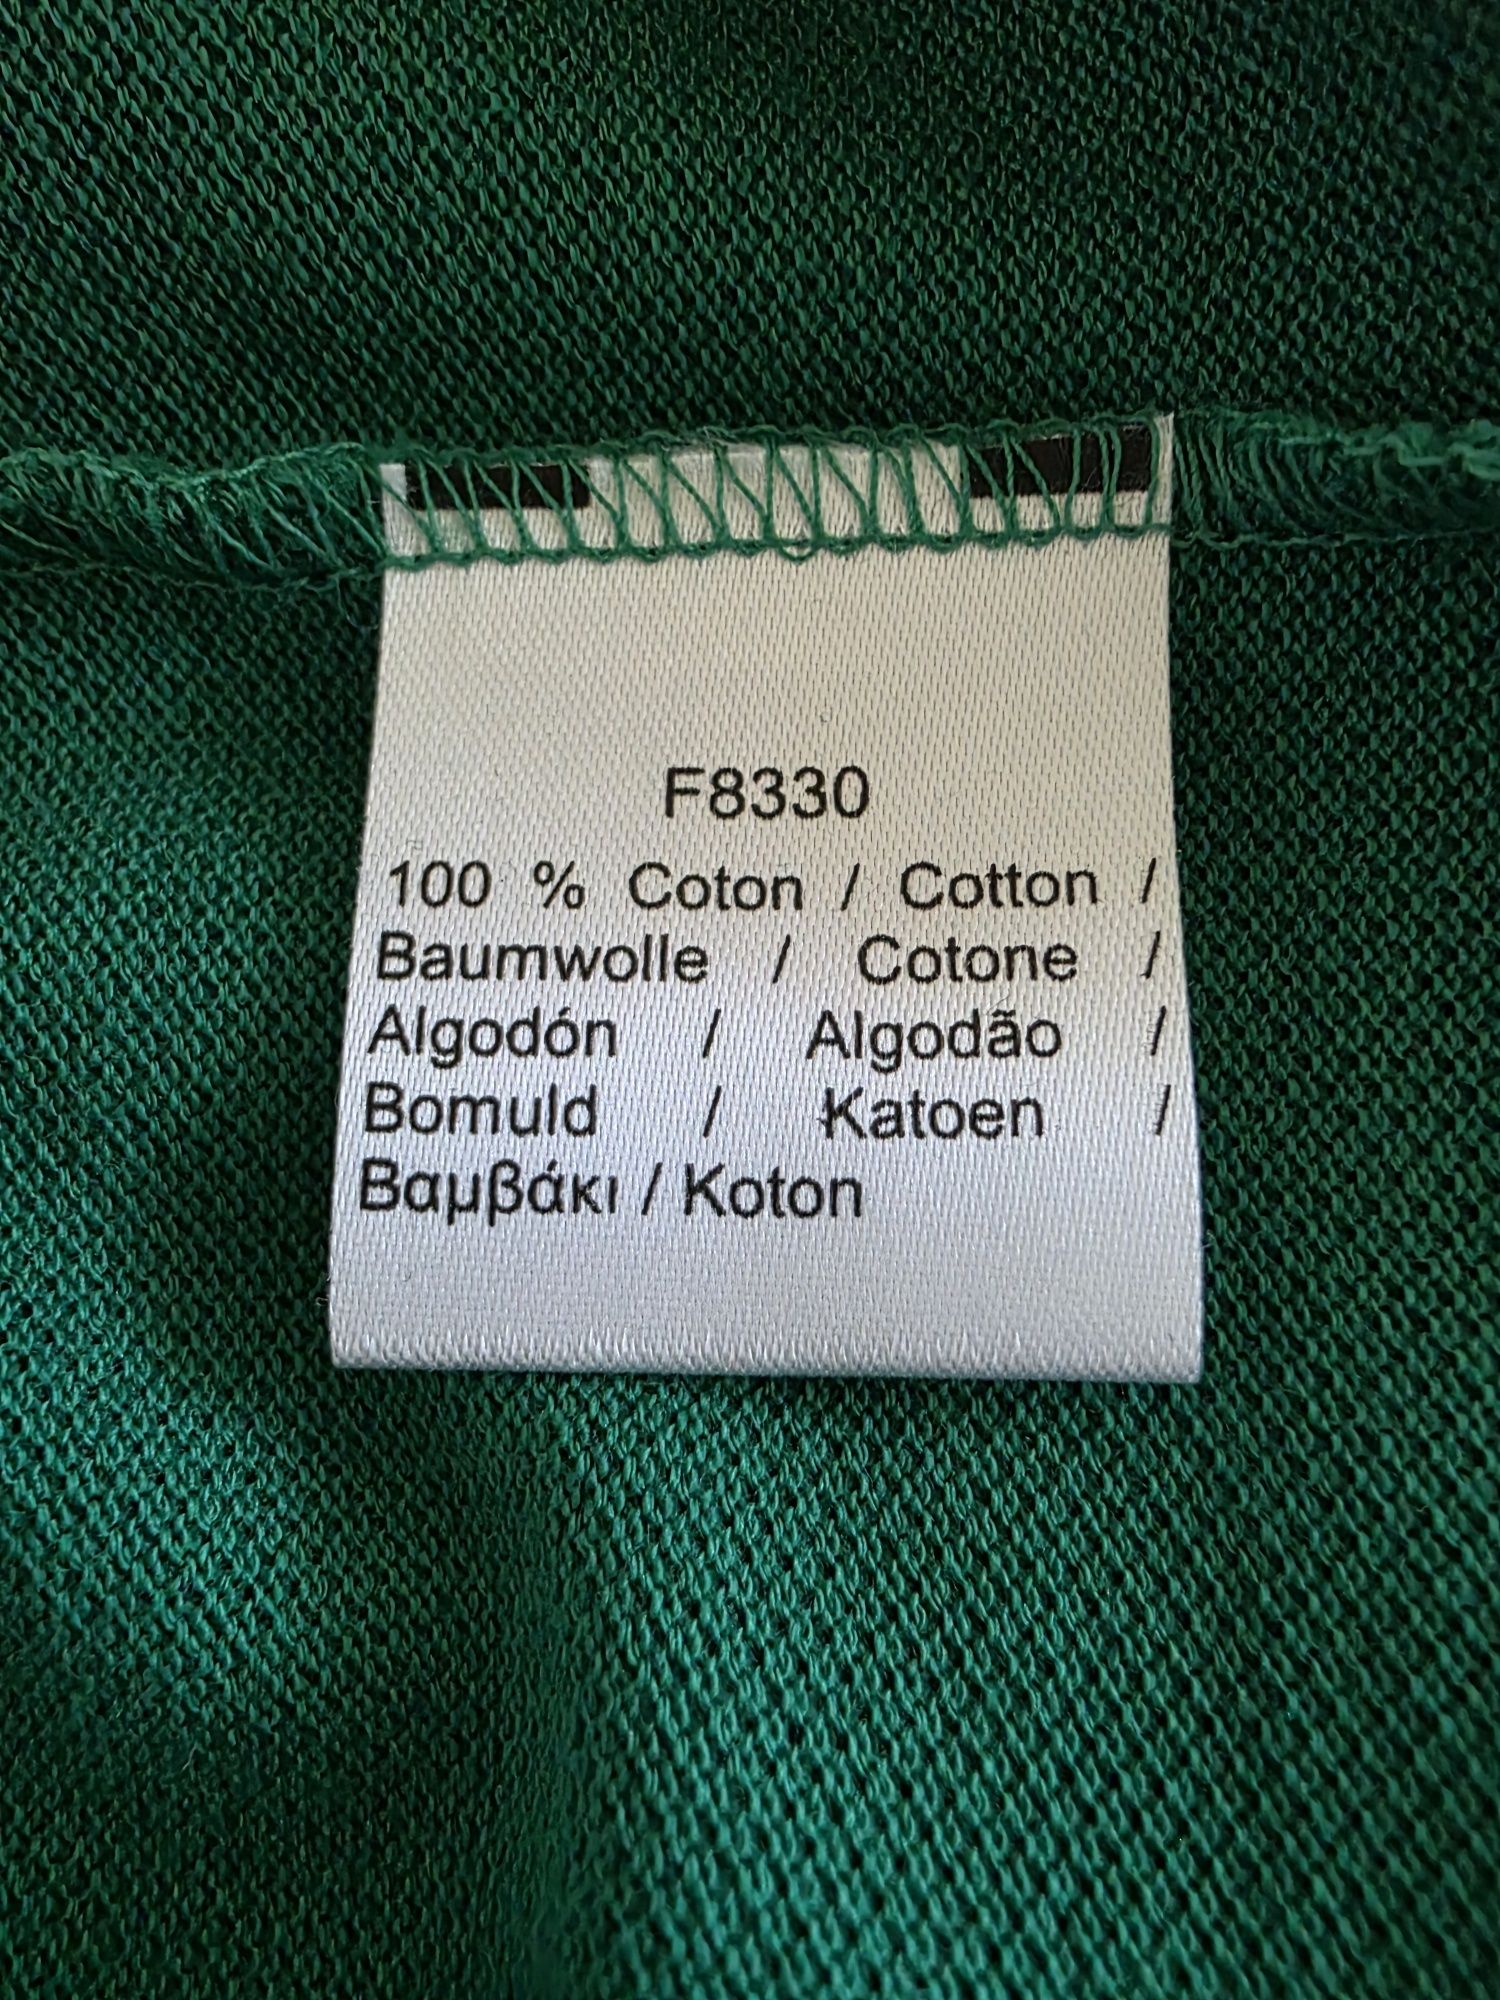 F8330
100 % Coton / Cotton /
Baumwolle / Cotone /
Algodón / Algodão /
Bomuld / Katoen /
Βαμβάκι / Koton